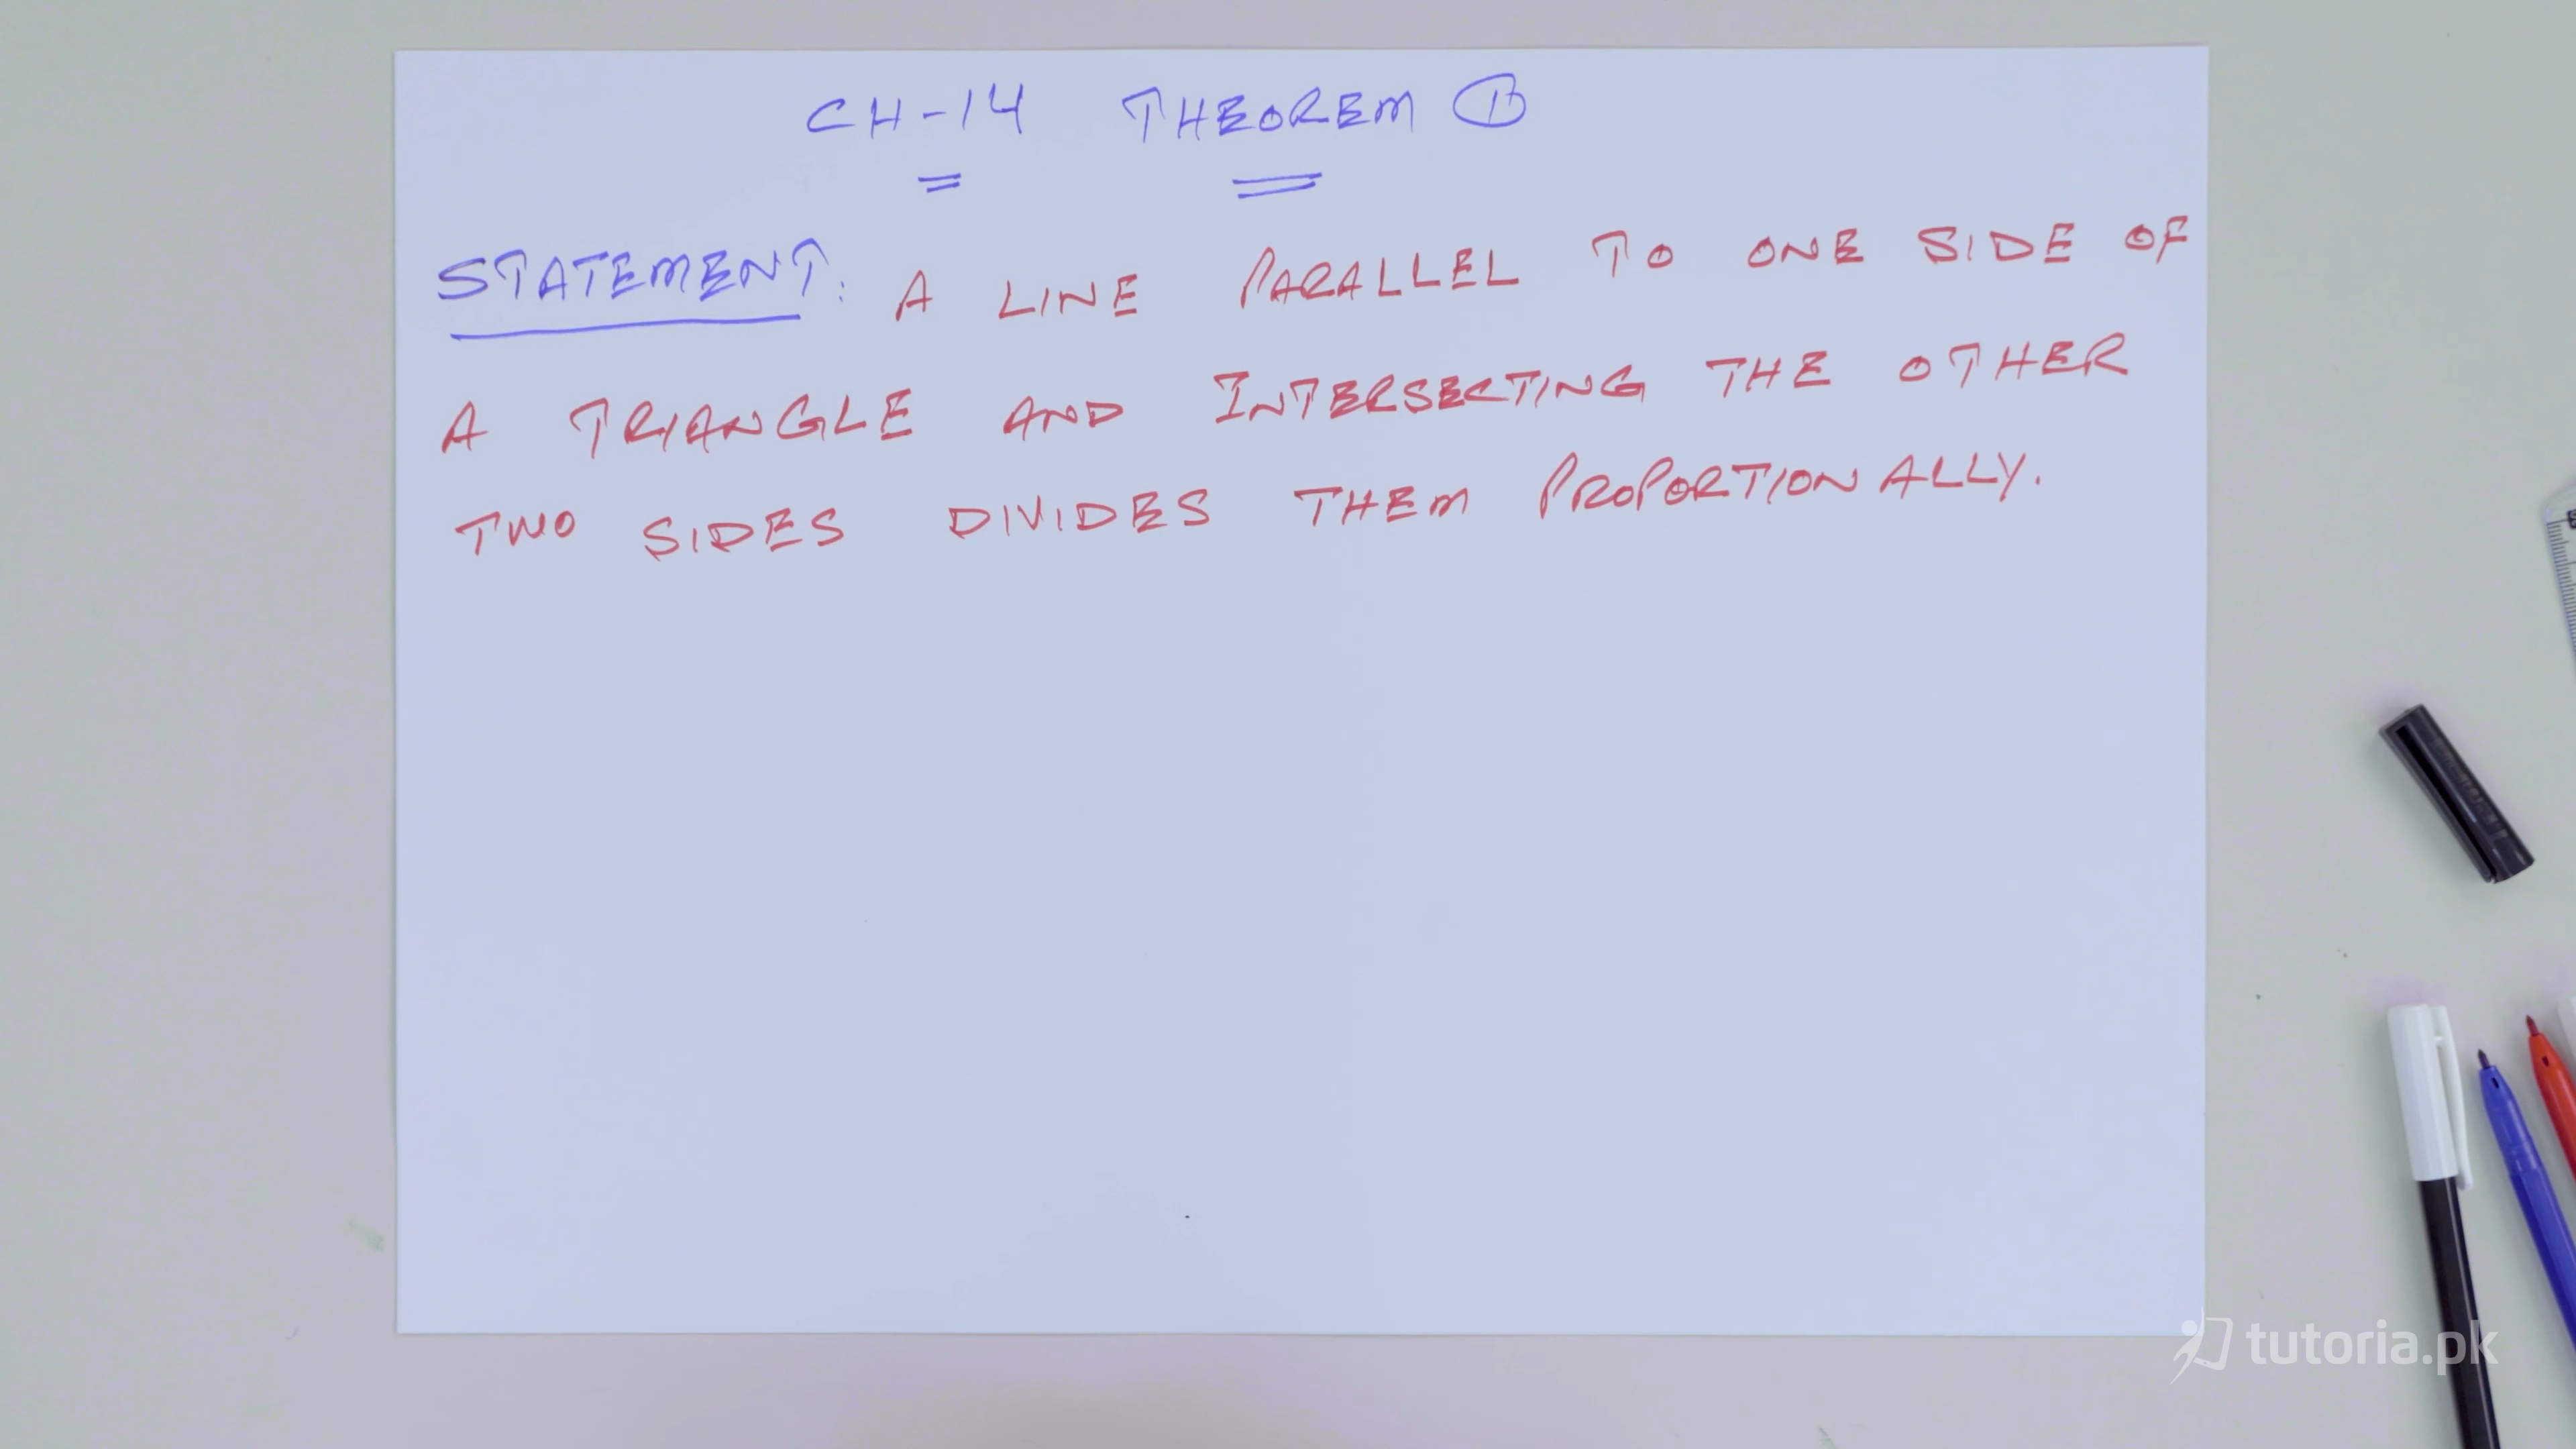 CH-14 THEOREM 1
STATEMENT: A LINE PARALLEL TO ONE SIDE OF
A TRIANGLE AND INTERSECTING THE OTHER
TWO SIDES DIVIDES THEM PROPORTIONALLY.
tutoria.pk